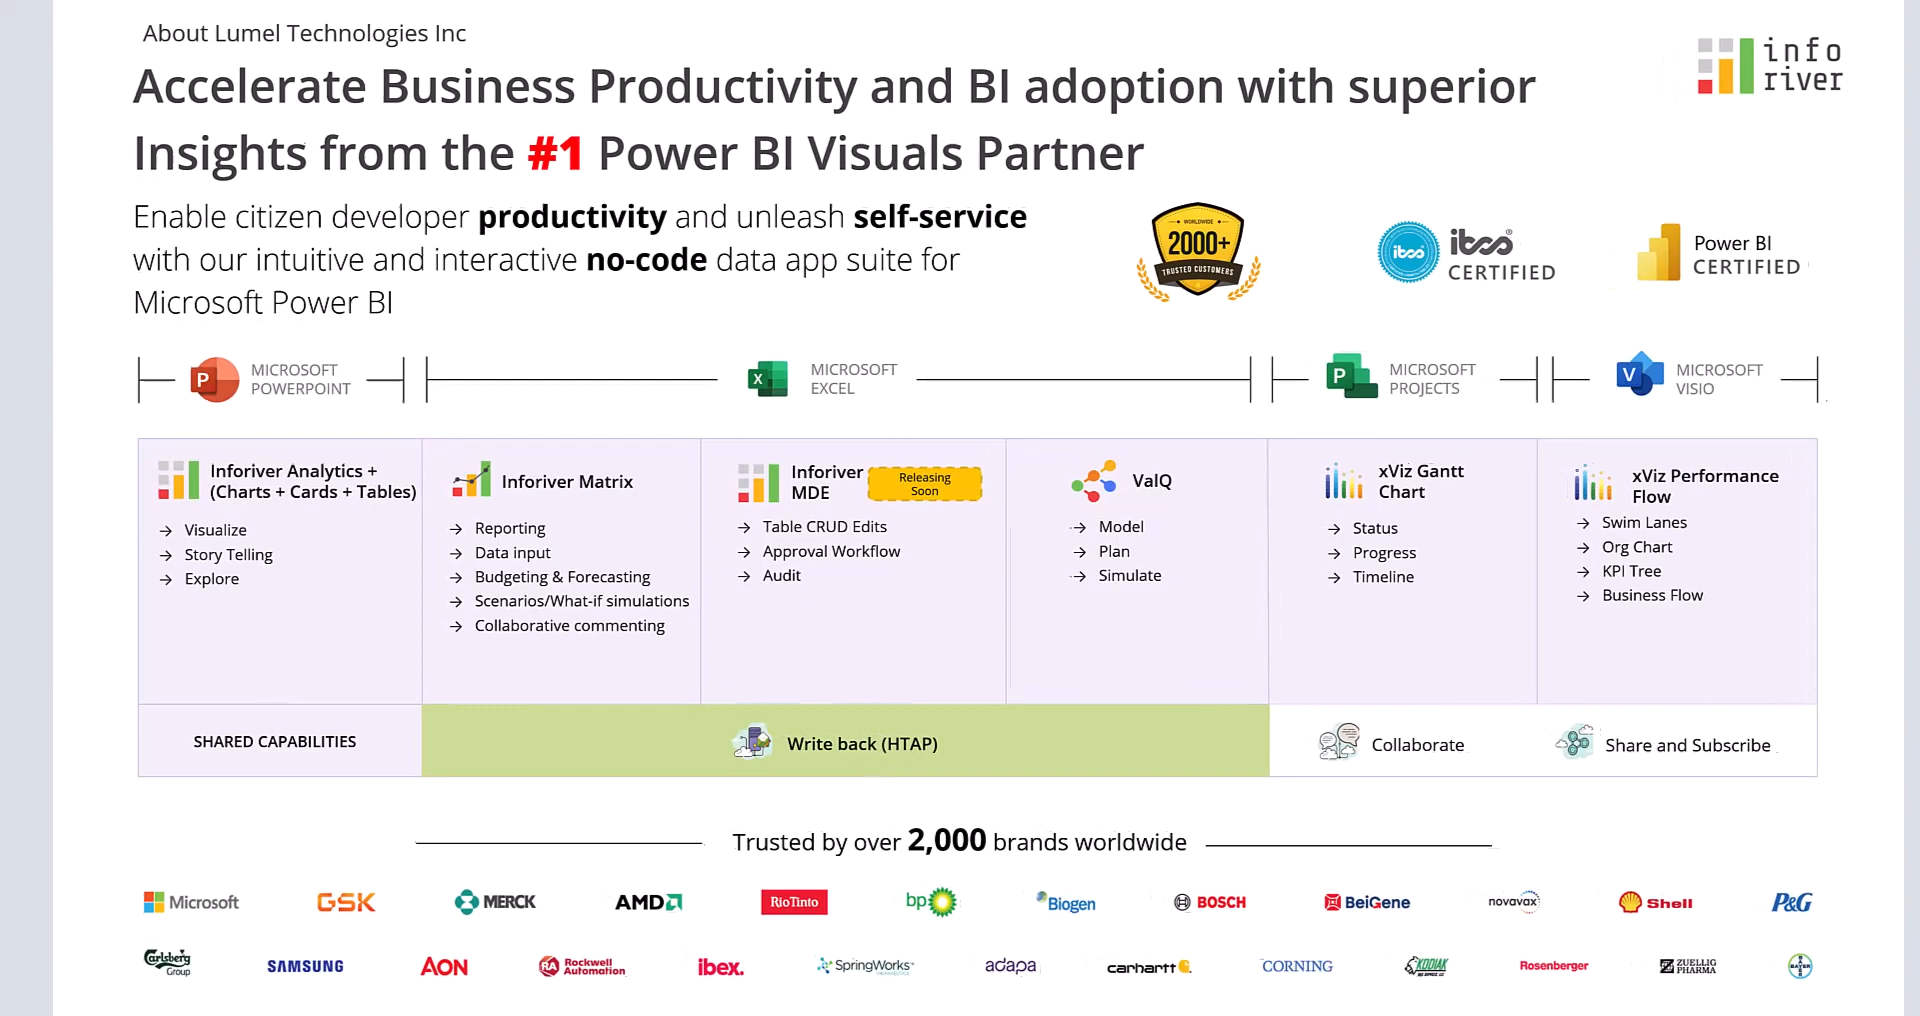 About Lumel Technologies Inc
Accelerate Business Productivity and BI adoption with superior
Insights from the #1 Power BI Visuals Partner
info
river
Enable citizen developer productivity and unleash self-service
with our intuitive and interactive no-code data app suite for
Microsoft Power BI
WORLDWIDE
2000+
TRUSTED CUSTOMERS
ibcs
ibcs®
CERTIFIED
Power BI
CERTIFIED
P
MICROSOFT
POWERPOINT
X
MICROSOFT
EXCEL
P
MICROSOFT
PROJECTS
V
MICROSOFT
VISIO
Inforiver Analytics +
(Charts + Cards + Tables)
→ Visualize
→ Story Telling
→ Explore
Inforiver Matrix
→ Reporting
→ Data input
→ Budgeting & Forecasting
→ Scenarios/What-if simulations
→ Collaborative commenting
Inforiver
MDE
Releasing
Soon
→ Table CRUD Edits
→ Approval Workflow
→ Audit
ValQ
→ Model
→ Plan
→ Simulate
xViz Gantt
Chart
→ Status
→ Progress
→ Timeline
xViz Performance
Flow
→ Swim Lanes
→ Org Chart
→ KPI Tree
→ Business Flow
SHARED CAPABILITIES
Write back (HTAP)
Collaborate
Share and Subscribe
Trusted by over 2,000 brands worldwide
Microsoft
GSK
MERCK
AMD
RioTinto
bp
Biogen
BOSCH
BeiGene
novavax
Shell
P&G
Carlsberg
Group
SAMSUNG
AON
RA
Rockwell
Automation
ibex.
SpringWorks
THERAPEUTICS
adapa
carhartt
CORNING
KODIAK
Rosenberger
ZUELLIG
PHARMA
BAYER